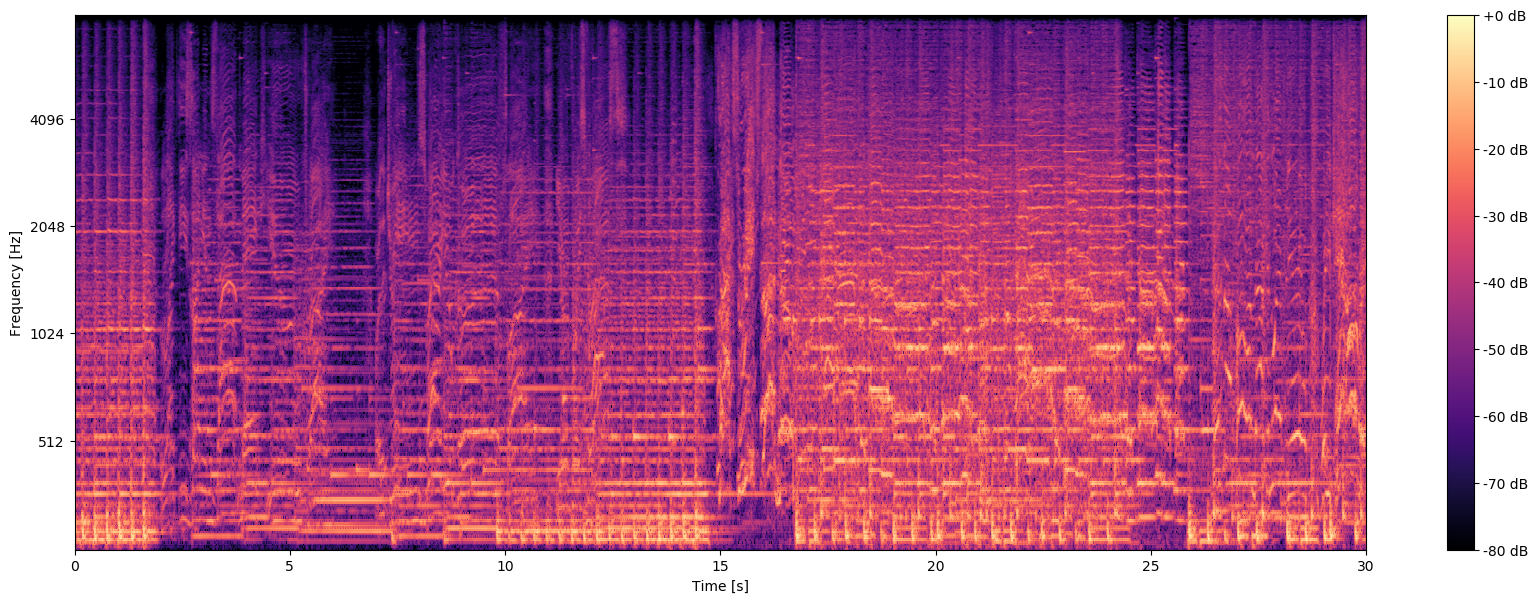 +0 dB
-10 dB
4096
-20 dB
2048
-30 dB
Frequency [Hz]
-40 dB
1024
-50 dB
512
-60 dB
-70 dB
-80 dB
0 5 10 15 20 25 30
Time [s]